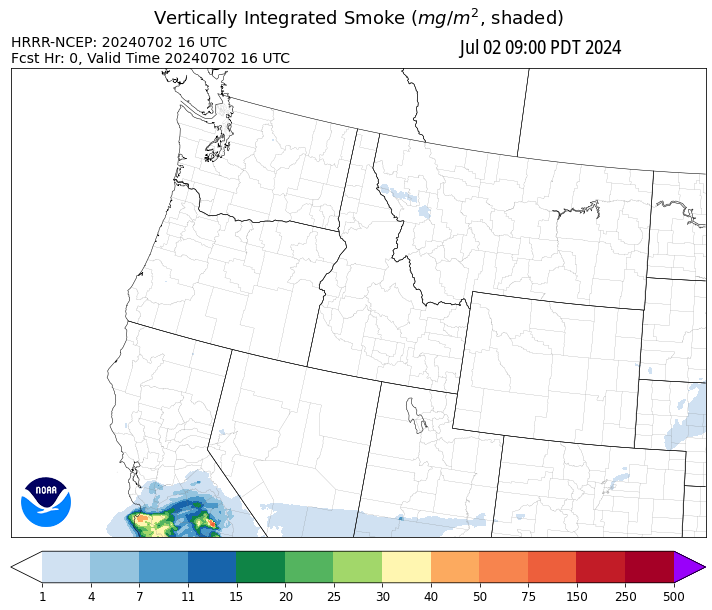 Vertically Integrated Smoke (mg/m², shaded)
HRRR-NCEP: 20240702 16 UTC
Jul 02 09:00 PDT 2024
Fcst Hr: 0, Valid Time 20240702 16 UTC
NOAA
1 4 7 11 15 20 25 30 40 50 75 150 250 500